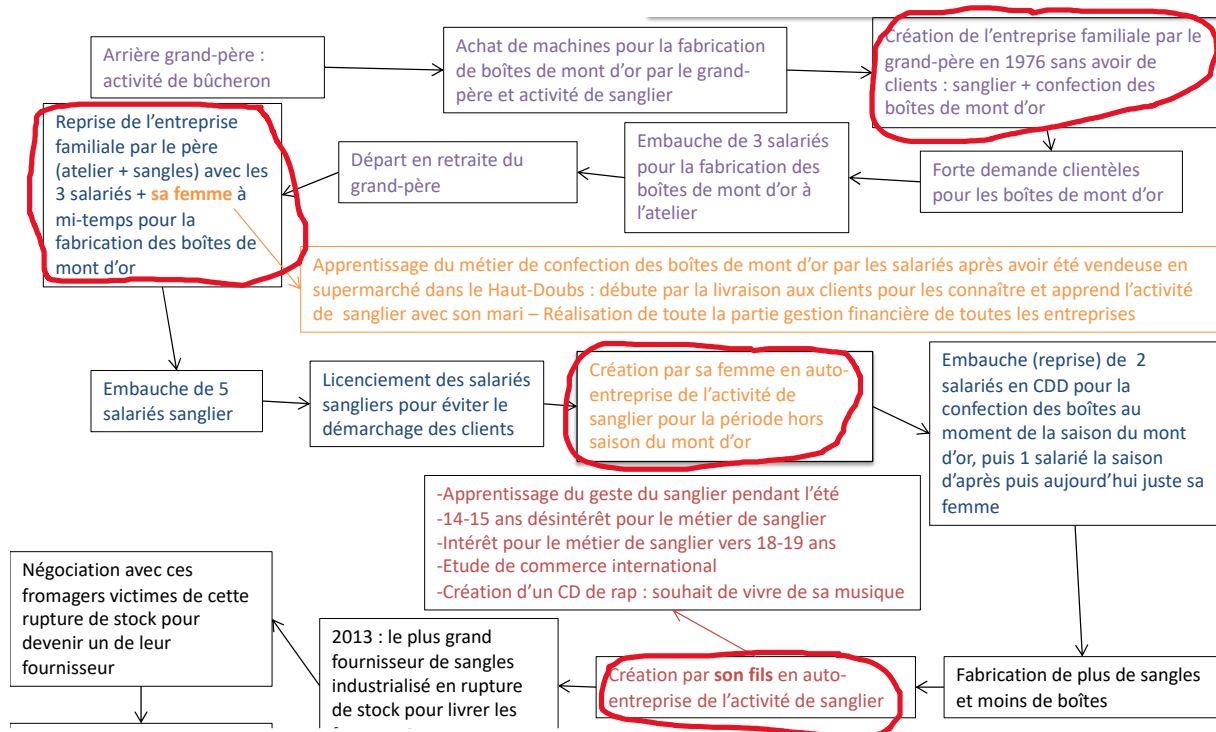 Arrière grand-père :
activité de bûcheron
Achat de machines pour la fabrication
de boîtes de mont d'or par le grand-
père et activité de sanglier
Création de l'entreprise familiale par le
grand-père en 1976 sans avoir de
clients : sanglier + confection des
boîtes de mont d'or
Forte demande clientèles
pour les boîtes de mont d'or
Embauche de 3 salariés
pour la fabrication des
boîtes de mont d'or à
l'atelier
Départ en retraite du
grand-père
Reprise de l'entreprise
familiale par le père
(atelier + sangles) avec les
3 salariés + sa femme à
mi-temps pour la
fabrication des boîtes de
mont d'or
Apprentissage du métier de confection des boîtes de mont d'or par les salariés après avoir été vendeuse en
supermarché dans le Haut-Doubs : débute par la livraison aux clients pour les connaître et apprend l'activité
de sanglier avec son mari – Réalisation de toute la partie gestion financière de toutes les entreprises
Embauche de 5
salariés sanglier
Licenciement des salariés
sangliers pour éviter le
démarchage des clients
Création par sa femme en auto-
entreprise de l'activité de
sanglier pour la période hors
saison du mont d'or
Embauche (reprise) de 2
salariés en CDD pour la
confection des boîtes au
moment de la saison du mont
d'or, puis 1 salarié la saison
d'après puis aujourd'hui juste sa
femme
Fabrication de plus de sangles
et moins de boîtes
Création par son fils en auto-
entreprise de l'activité de sanglier
-Apprentissage du geste du sanglier pendant l'été
-14-15 ans désintérêt pour le métier de sanglier
-Intérêt pour le métier de sanglier vers 18-19 ans
-Etude de commerce international
-Création d'un CD de rap : souhait de vivre de sa musique
2013 : le plus grand
fournisseur de sangles
industrialisé en rupture
de stock pour livrer les
Négociation avec ces
fromagers victimes de cette
rupture de stock pour
devenir un de leur
fournisseur